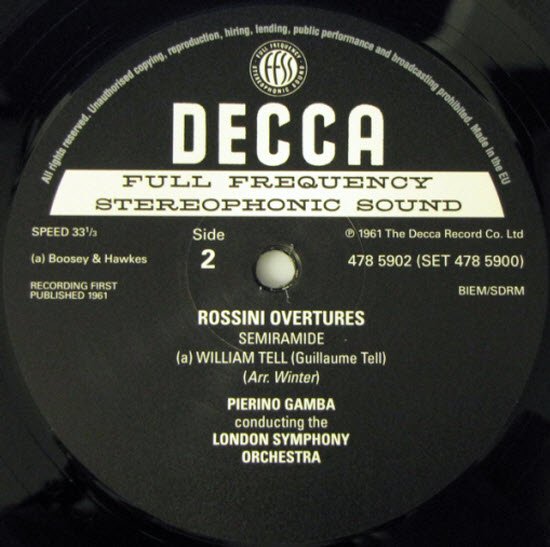 All rights reserved. Unauthorised copying, reproduction, hiring, lending, public performance and broadcasting prohibited. Made in the EU
FULL FREQUENCY
ffss
STEREOPHONIC SOUND
DECCA
FULL FREQUENCY
STEREOPHONIC SOUND
SPEED 33⅓
Side
℗ 1961 The Decca Record Co. Ltd
(a) Boosey & Hawkes
2
478 5902 (SET 478 5900)
RECORDING FIRST
PUBLISHED 1961
BIEM/SDRM
ROSSINI OVERTURES
SEMIRAMIDE
(a) WILLIAM TELL (Guillaume Tell)
(Arr. Winter)
PIERINO GAMBA
conducting the
LONDON SYMPHONY
ORCHESTRA